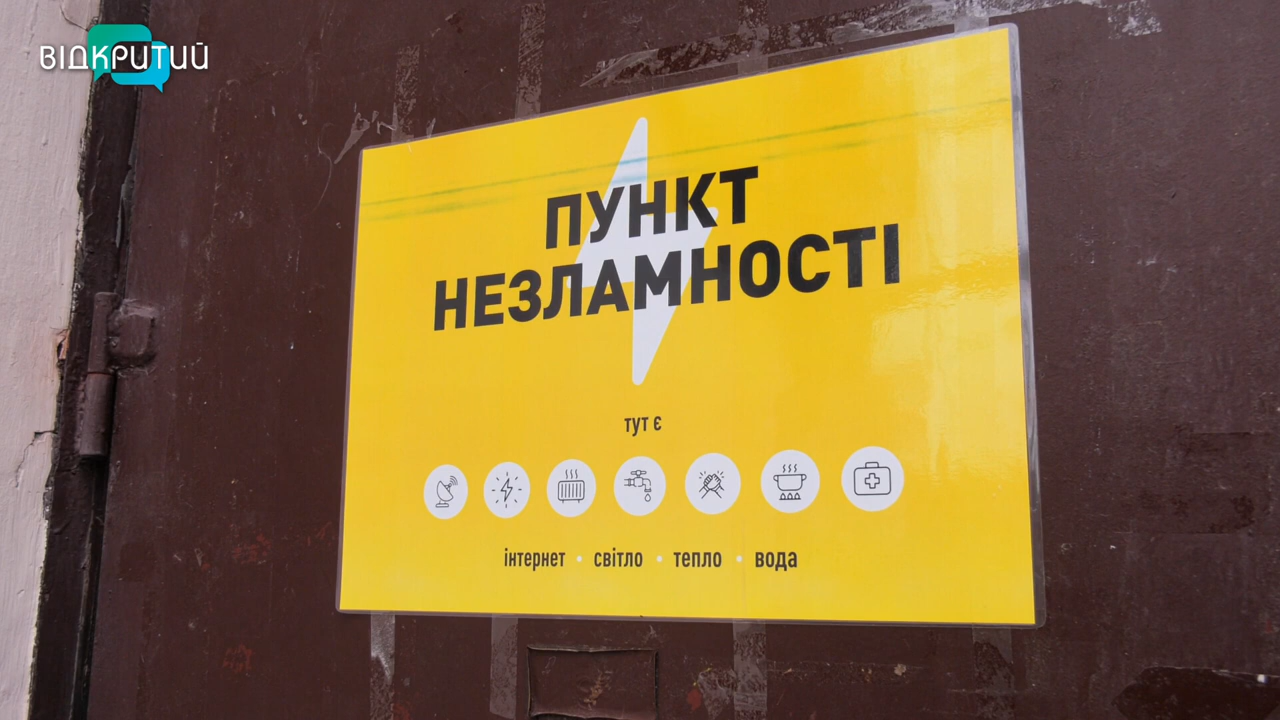 ВІДКРИТИЙ
ПУНКТ
НЕЗЛАМНОСТІ
тут є
інтернет • світло • тепло • вода